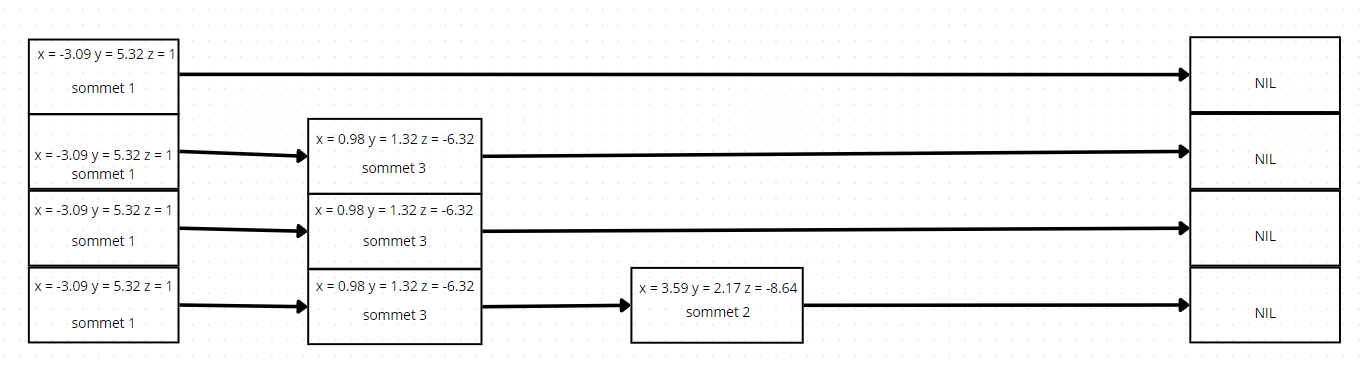 x = -3.09 y = 5.32 z = 1
sommet 1
NIL
x = -3.09 y = 5.32 z = 1
sommet 1
x = 0.98 y = 1.32 z = -6.32
sommet 3
NIL
x = -3.09 y = 5.32 z = 1
sommet 1
x = 0.98 y = 1.32 z = -6.32
sommet 3
NIL
x = -3.09 y = 5.32 z = 1
sommet 1
x = 0.98 y = 1.32 z = -6.32
sommet 3
x = 3.59 y = 2.17 z = -8.64
sommet 2
NIL